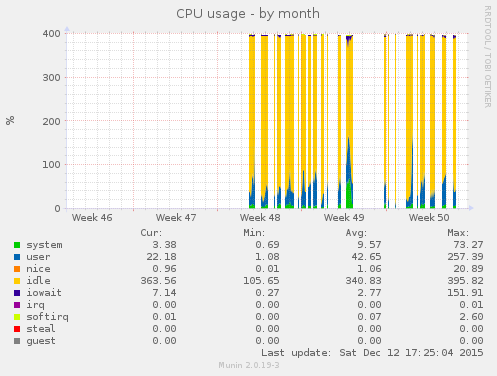 CPU usage - by month
RRDTOOL / TOBI OETIKER
%
400
300
200
100
0
Week 46 Week 47 Week 48 Week 49 Week 50
Cur: Min: Avg: Max:
system 3.38 0.69 9.57 73.27
user 22.18 1.08 42.65 257.39
nice 0.96 0.01 1.06 20.89
idle 363.56 105.65 340.83 395.82
iowait 7.14 0.27 2.77 151.91
irq 0.00 0.00 0.00 0.01
softirq 0.01 0.00 0.07 2.60
steal 0.00 0.00 0.00 0.00
guest 0.00 0.00 0.00 0.00
Last update: Sat Dec 12 17:25:04 2015
Munin 2.0.19-3